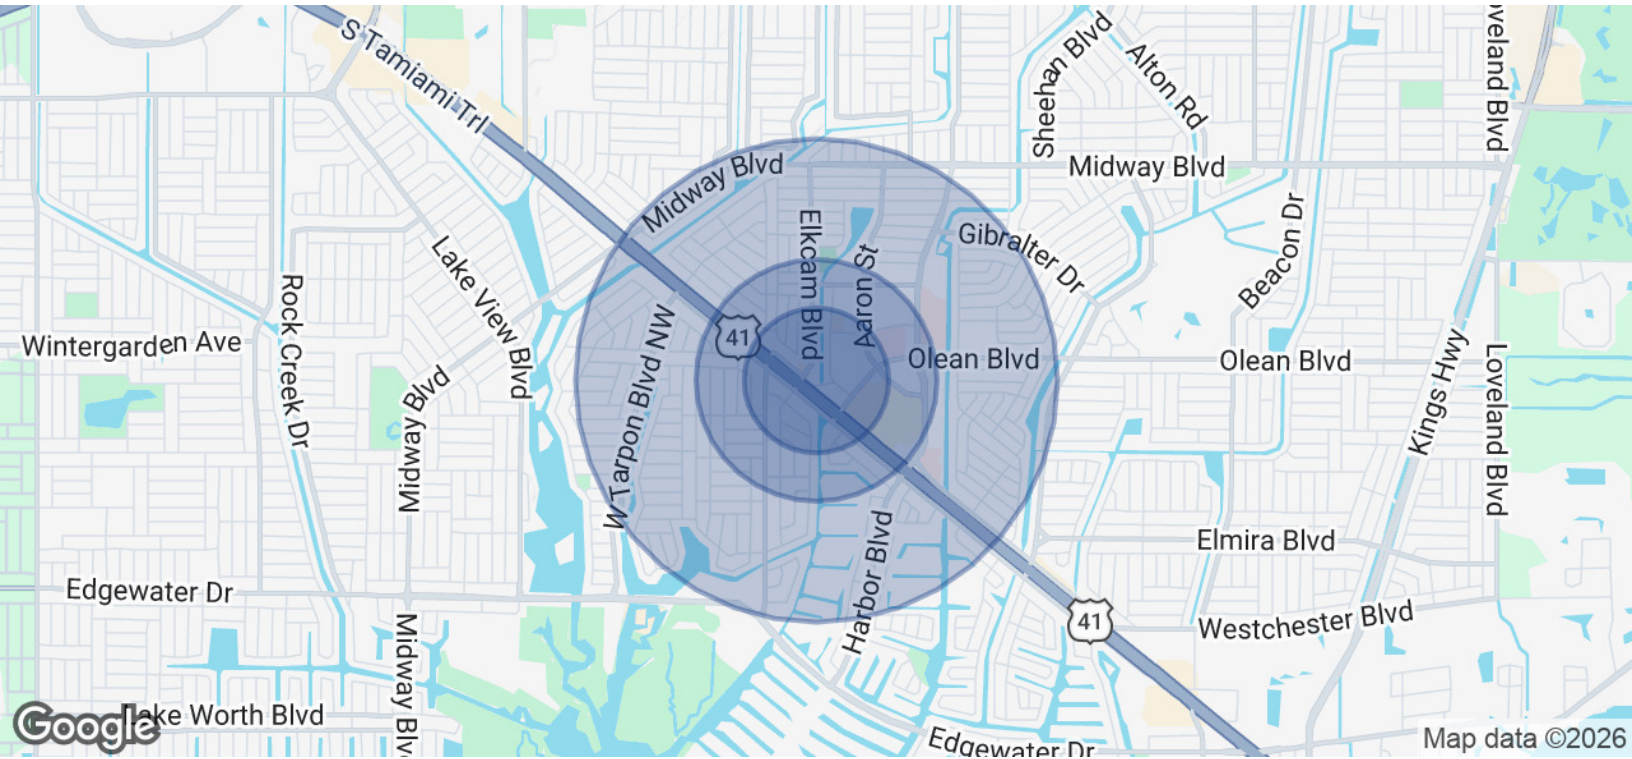 S Tamiami Trl
Sheehan Blvd
Alton Rd
oveland Blvd
Midway Blvd
Midway Blvd
Elkcam Blvd
Aaron St
Gibralter Dr
Beacon Dr
Lake View Blvd
Rock Creek Dr
Wintergarden Ave
41
W Tarpon Blvd NW
Olean Blvd
Olean Blvd
Kings Hwy
Loveland Blvd
Midway Blvd
Harbor Blvd
Elmira Blvd
Edgewater Dr
Midway Blv
41
Westchester Blvd
Lake Worth Blvd
Google
Edgewater Dr
Map data ©2026